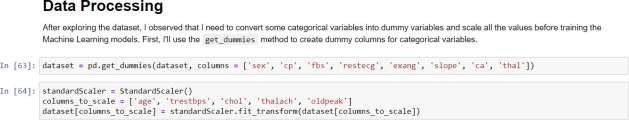 Data Processing
After exploring the dataset, I observed that I need to convert some categorical variables into dummy variables and scale all the values before training the
Machine Learning models. First, I'll use the get_dummies method to create dummy columns for categorical variables.
In [63]: dataset = pd.get_dummies(dataset, columns = ['sex', 'cp', 'fbs', 'restecg', 'exang', 'slope', 'ca', 'thal'])
In [64]: standardScaler = StandardScaler()
columns_to_scale = ['age', 'trestbps', 'chol', 'thalach', 'oldpeak']
dataset[columns_to_scale] = standardScaler.fit_transform(dataset[columns_to_scale])